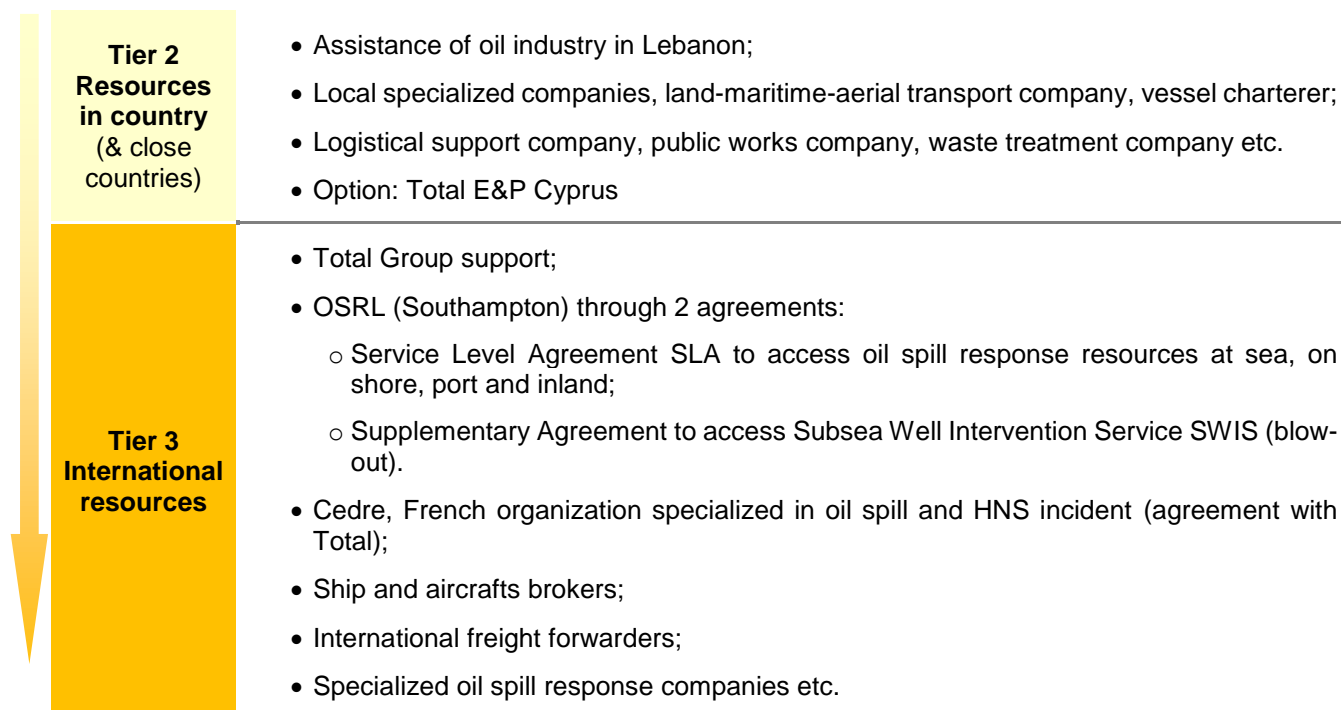 Tier 2
Resources
in country
(& close
countries)
• Assistance of oil industry in Lebanon;
• Local specialized companies, land-maritime-aerial transport company, vessel charterer;
• Logistical support company, public works company, waste treatment company etc.
• Option: Total E&P Cyprus
Tier 3
International
resources
• Total Group support;
• OSRL (Southampton) through 2 agreements:
o Service Level Agreement SLA to access oil spill response resources at sea, on
shore, port and inland;
o Supplementary Agreement to access Subsea Well Intervention Service SWIS (blow-
out).
• Cedre, French organization specialized in oil spill and HNS incident (agreement with
Total);
• Ship and aircrafts brokers;
• International freight forwarders;
• Specialized oil spill response companies etc.